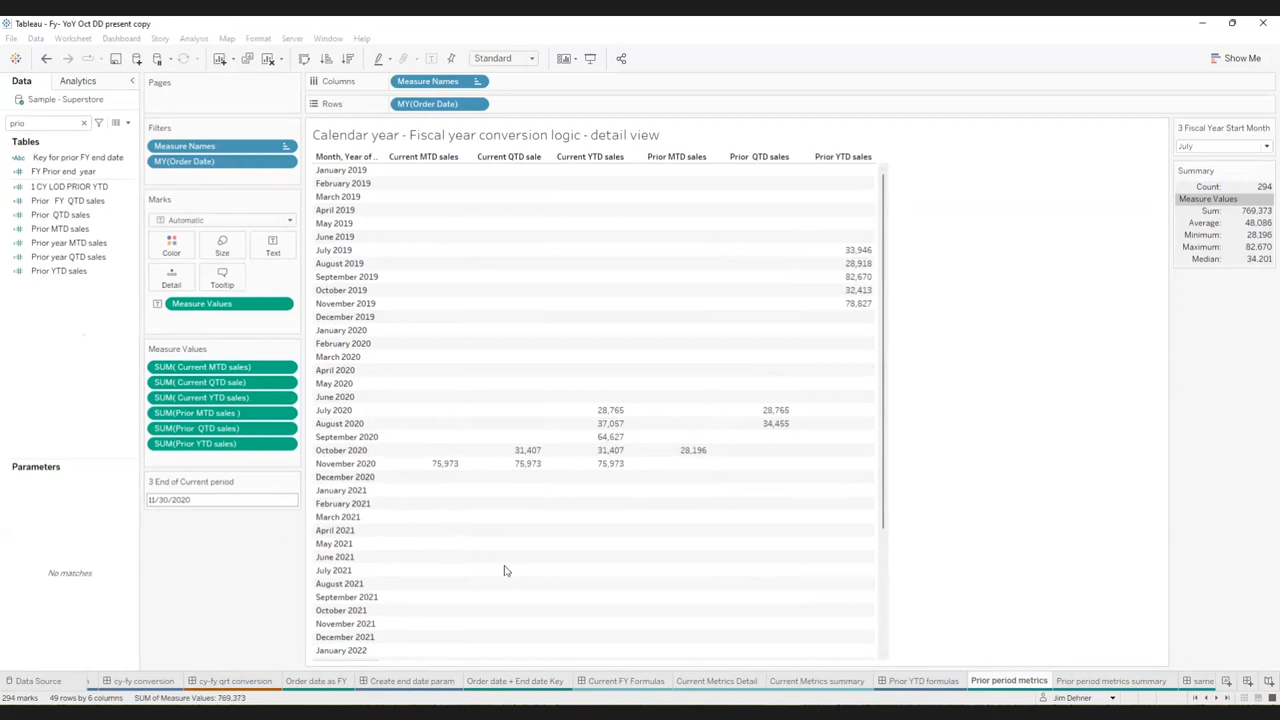 Tableau - Fy- YoY Oct DD present copy
File Data Worksheet Dashboard Story Analysis Map Format Server Window Help
Standard
Show Me
Data Analytics
Sample - Superstore
prio
Tables
Abc Key for prior FY end date
FY Prior end year
1 CY LOD PRIOR YTD
Prior FY QTD sales
Prior QTD sales
Prior MTD sales
Prior year MTD sales
Prior year QTD sales
Prior YTD sales
Parameters
No matches
Pages
Filters
Measure Names
MY(Order Date)
Marks
Automatic
Color Size Text
Detail Tooltip
Measure Values
Measure Values
SUM( Current MTD sales)
SUM( Current QTD sale)
SUM( Current YTD sales)
SUM(Prior MTD sales )
SUM(Prior QTD sales)
SUM(Prior YTD sales)
3 End of Current period
11/30/2020
Columns Measure Names
Rows MY(Order Date)
Calendar year - Fiscal year conversion logic - detail view
Month, Year of .. Current MTD sales Current QTD sale Current YTD sales Prior MTD sales Prior QTD sales Prior YTD sales
January 2019
February 2019
March 2019
April 2019
May 2019
June 2019
July 2019 33,946
August 2019 28,918
September 2019 82,670
October 2019 32,413
November 2019 78,827
December 2019
January 2020
February 2020
March 2020
April 2020
May 2020
June 2020
July 2020 28,765 28,765
August 2020 37,057 34,455
September 2020 64,627
October 2020 31,407 31,407 28,196
November 2020 75,973 75,973 75,973
December 2020
January 2021
February 2021
March 2021
April 2021
May 2021
June 2021
July 2021
August 2021
September 2021
October 2021
November 2021
December 2021
January 2022
3 Fiscal Year Start Month
July
Summary
Count: 294
Measure Values
Sum: 769,373
Average: 48,086
Minimum: 28,196
Maximum: 82,670
Median: 34,201
Data Source cy-fy conversion cy-fy qrt conversion Order date as FY Create end date param Order date + End date Key Current FY Formulas Current Metrics Detail Current Metrics summary Prior YTD formulas Prior period metrics Prior period metrics summary same
294 marks 49 rows by 6 columns SUM of Measure Values: 769,373 Jim Dehner